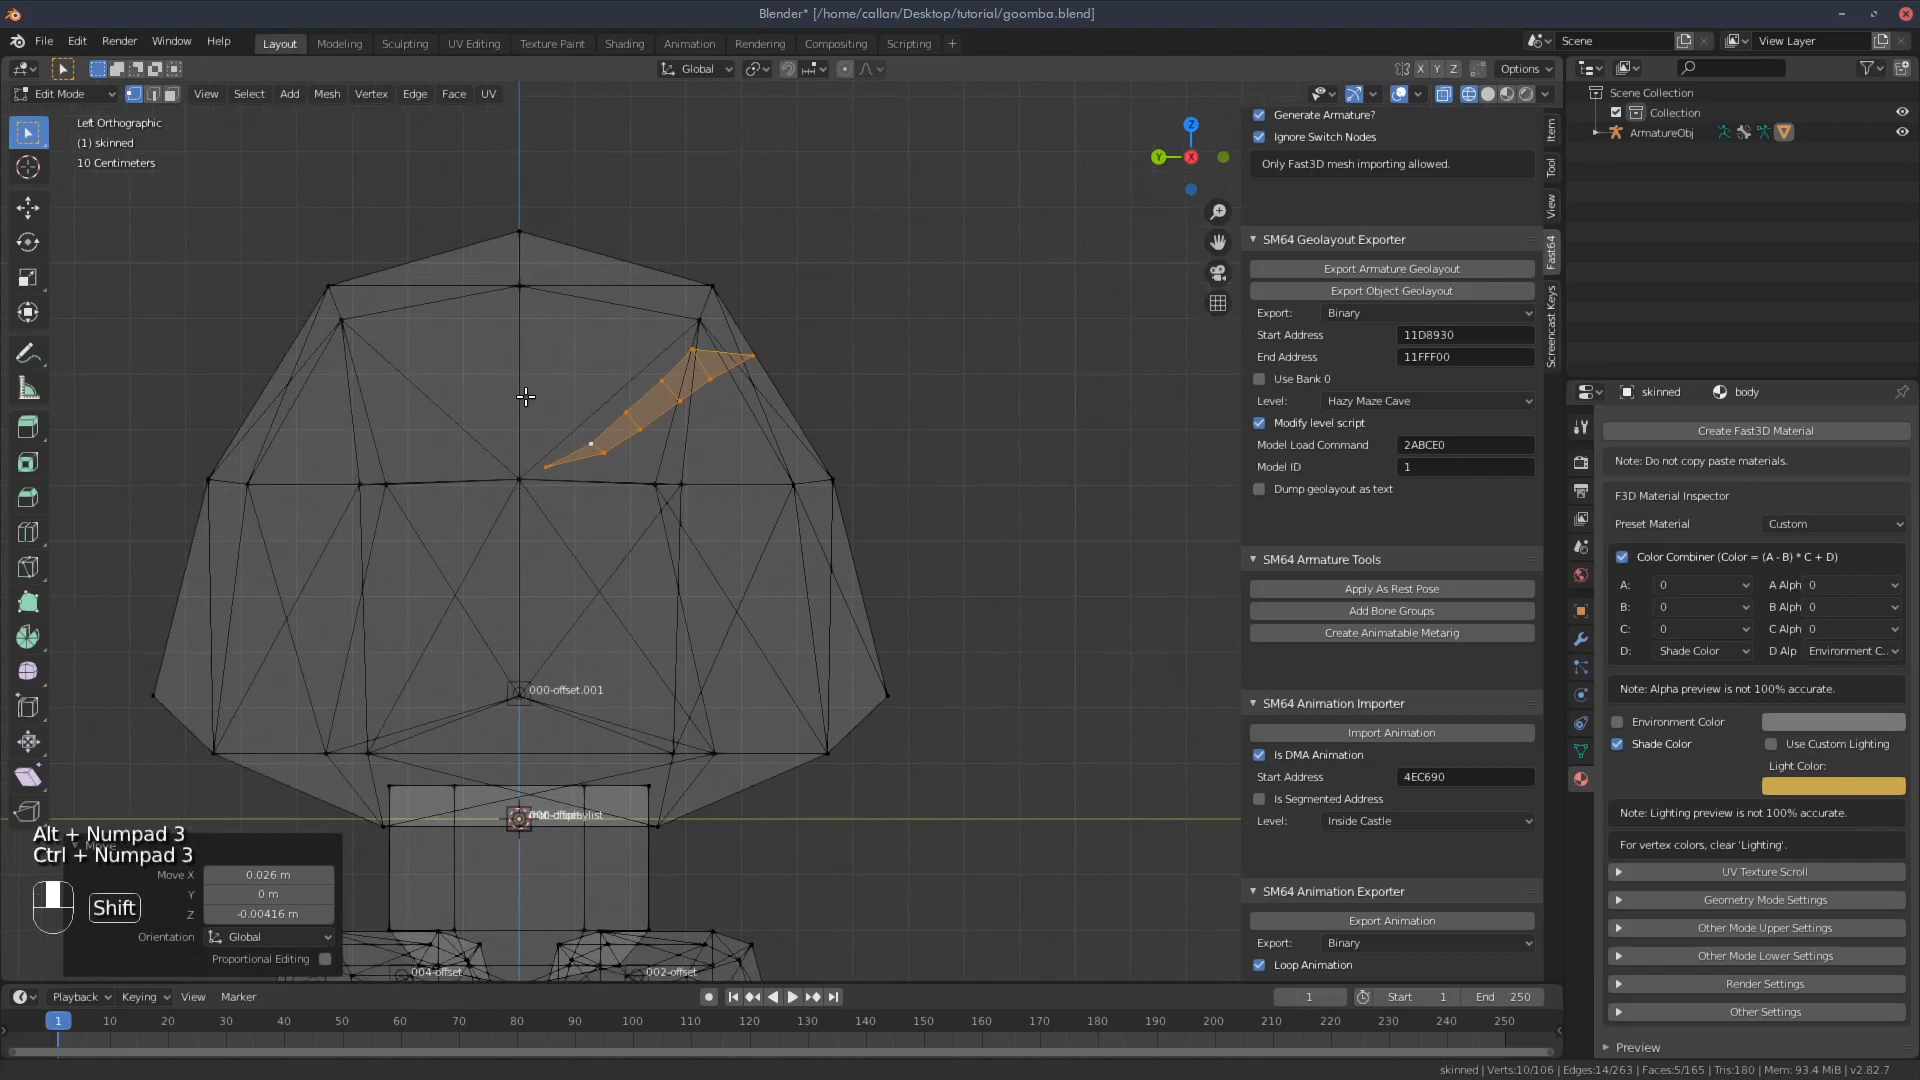 Blender* [/home/callan/Desktop/tutorial/goomba.blend]
File Edit Render Window Help
Layout Modeling Sculpting UV Editing Texture Paint Shading Animation Rendering Compositing Scripting +
Scene
View Layer
Global
X Y Z
Options
Edit Mode
View Select Add Mesh Vertex Edge Face UV
Left Orthographic
(1) skinned
10 Centimeters
Z
Y
X
000-offset.001
004-offset
002-offset
Alt + Numpad 3
Ctrl + Numpad 3
Shift
Move X 0.026 m
Y 0 m
Z -0.00416 m
Orientation Global
Proportional Editing
Generate Armature?
Ignore Switch Nodes
Only Fast3D mesh importing allowed.
SM64 Geolayout Exporter
Export Armature Geolayout
Export Object Geolayout
Export: Binary
Start Address 11D8930
End Address 11FFF00
Use Bank 0
Level: Hazy Maze Cave
Modify level script
Model Load Command 2ABCE0
Model ID 1
Dump geolayout as text
SM64 Armature Tools
Apply As Rest Pose
Add Bone Groups
Create Animatable Metarig
SM64 Animation Importer
Import Animation
Is DMA Animation
Start Address 4EC690
Is Segmented Address
Level: Inside Castle
SM64 Animation Exporter
Export Animation
Export: Binary
Loop Animation
Item
Tool
View
Fast64
Screencast Keys
Scene Collection
Collection
ArmatureObj
skinned body
Create Fast3D Material
Note: Do not copy paste materials.
F3D Material Inspector
Preset Material Custom
Color Combiner (Color = (A - B) * C + D)
A: 0 A Alph 0
B: 0 B Alph 0
C: 0 C Alph 0
D: Shade Color D Alp Environment C..
Note: Alpha preview is not 100% accurate.
Environment Color
Shade Color Use Custom Lighting
Light Color:
Note: Lighting preview is not 100% accurate.
For vertex colors, clear 'Lighting'.
UV Texture Scroll
Geometry Mode Settings
Other Mode Upper Settings
Other Mode Lower Settings
Render Settings
Other Settings
Preview
Playback Keying View Marker
1 Start 1 End 250
1 10 20 30 40 50 60 70 80 90 100 110 120 130 140 150 160 170 180 190 200 210 220 230 240 250
skinned | Verts:10/106 | Edges:14/263 | Faces:5/165 | Tris:180 | Mem: 93.4 MiB | v2.82.7